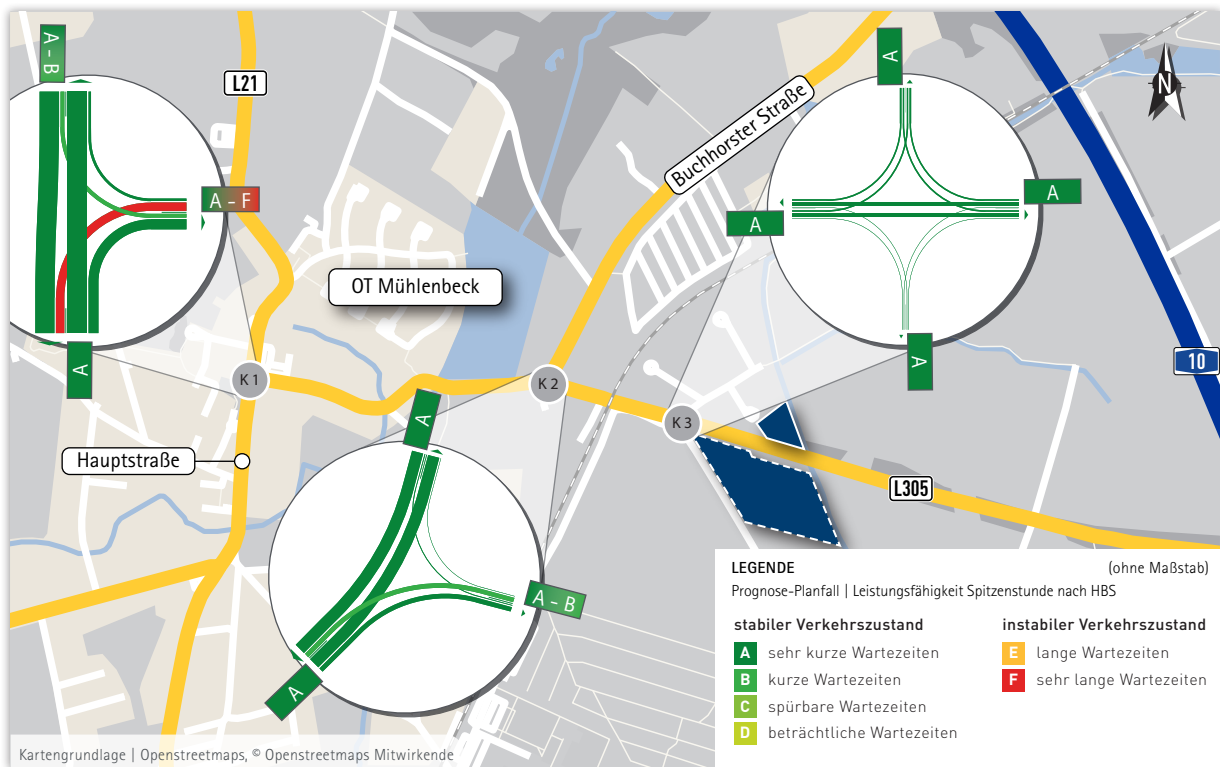 A - B
L21
A - F
A
Buchhorster Straße
A
A
A
A
N
10
OT Mühlenbeck
K 1
K 2
K 3
Hauptstraße
L305
A
A - B
A
LEGENDE
(ohne Maßstab)
Prognose-Planfall | Leistungsfähigkeit Spitzenstunde nach HBS
stabiler Verkehrszustand
A sehr kurze Wartezeiten
B kurze Wartezeiten
C spürbare Wartezeiten
D beträchtliche Wartezeiten
instabiler Verkehrszustand
E lange Wartezeiten
F sehr lange Wartezeiten
Kartengrundlage | Openstreetmaps, © Openstreetmaps Mitwirkende